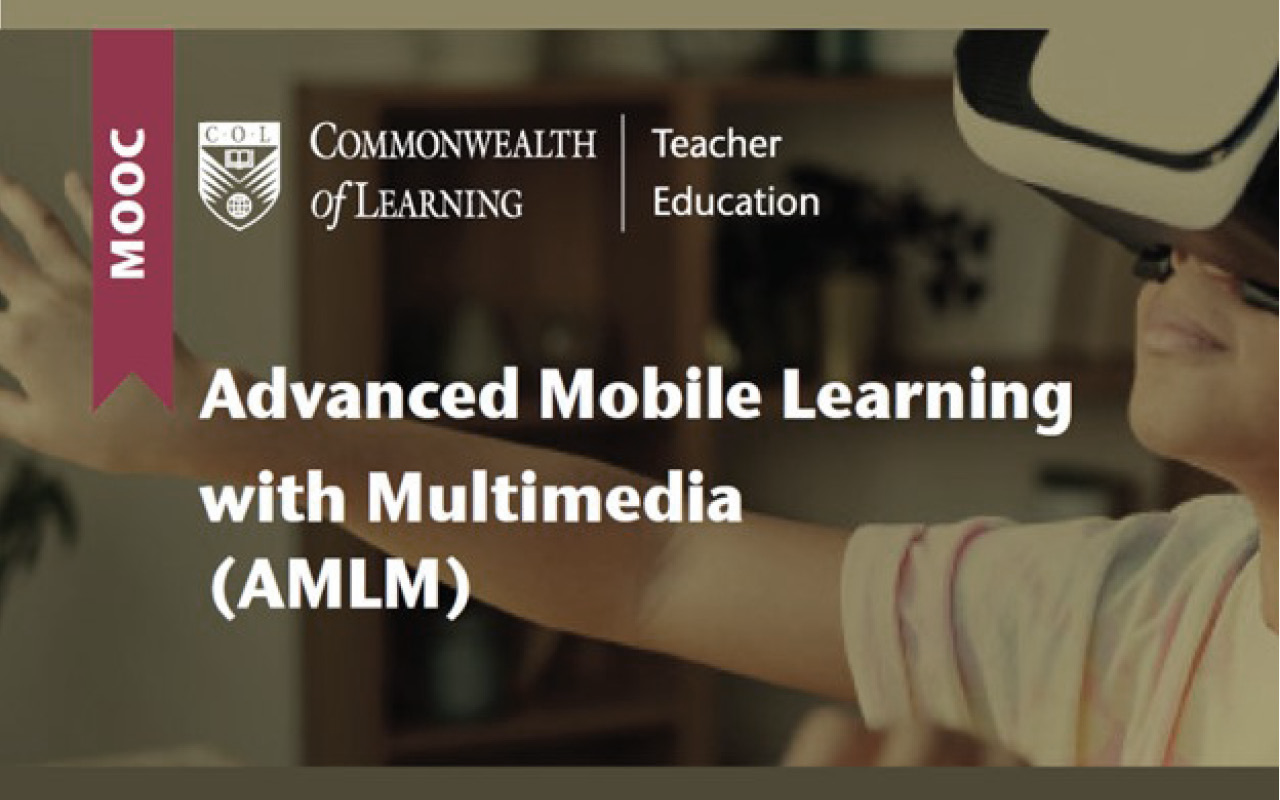 MOOC
C·O·L
COMMONWEALTH
of LEARNING
Teacher
Education
Advanced Mobile Learning
with Multimedia
(AMLM)